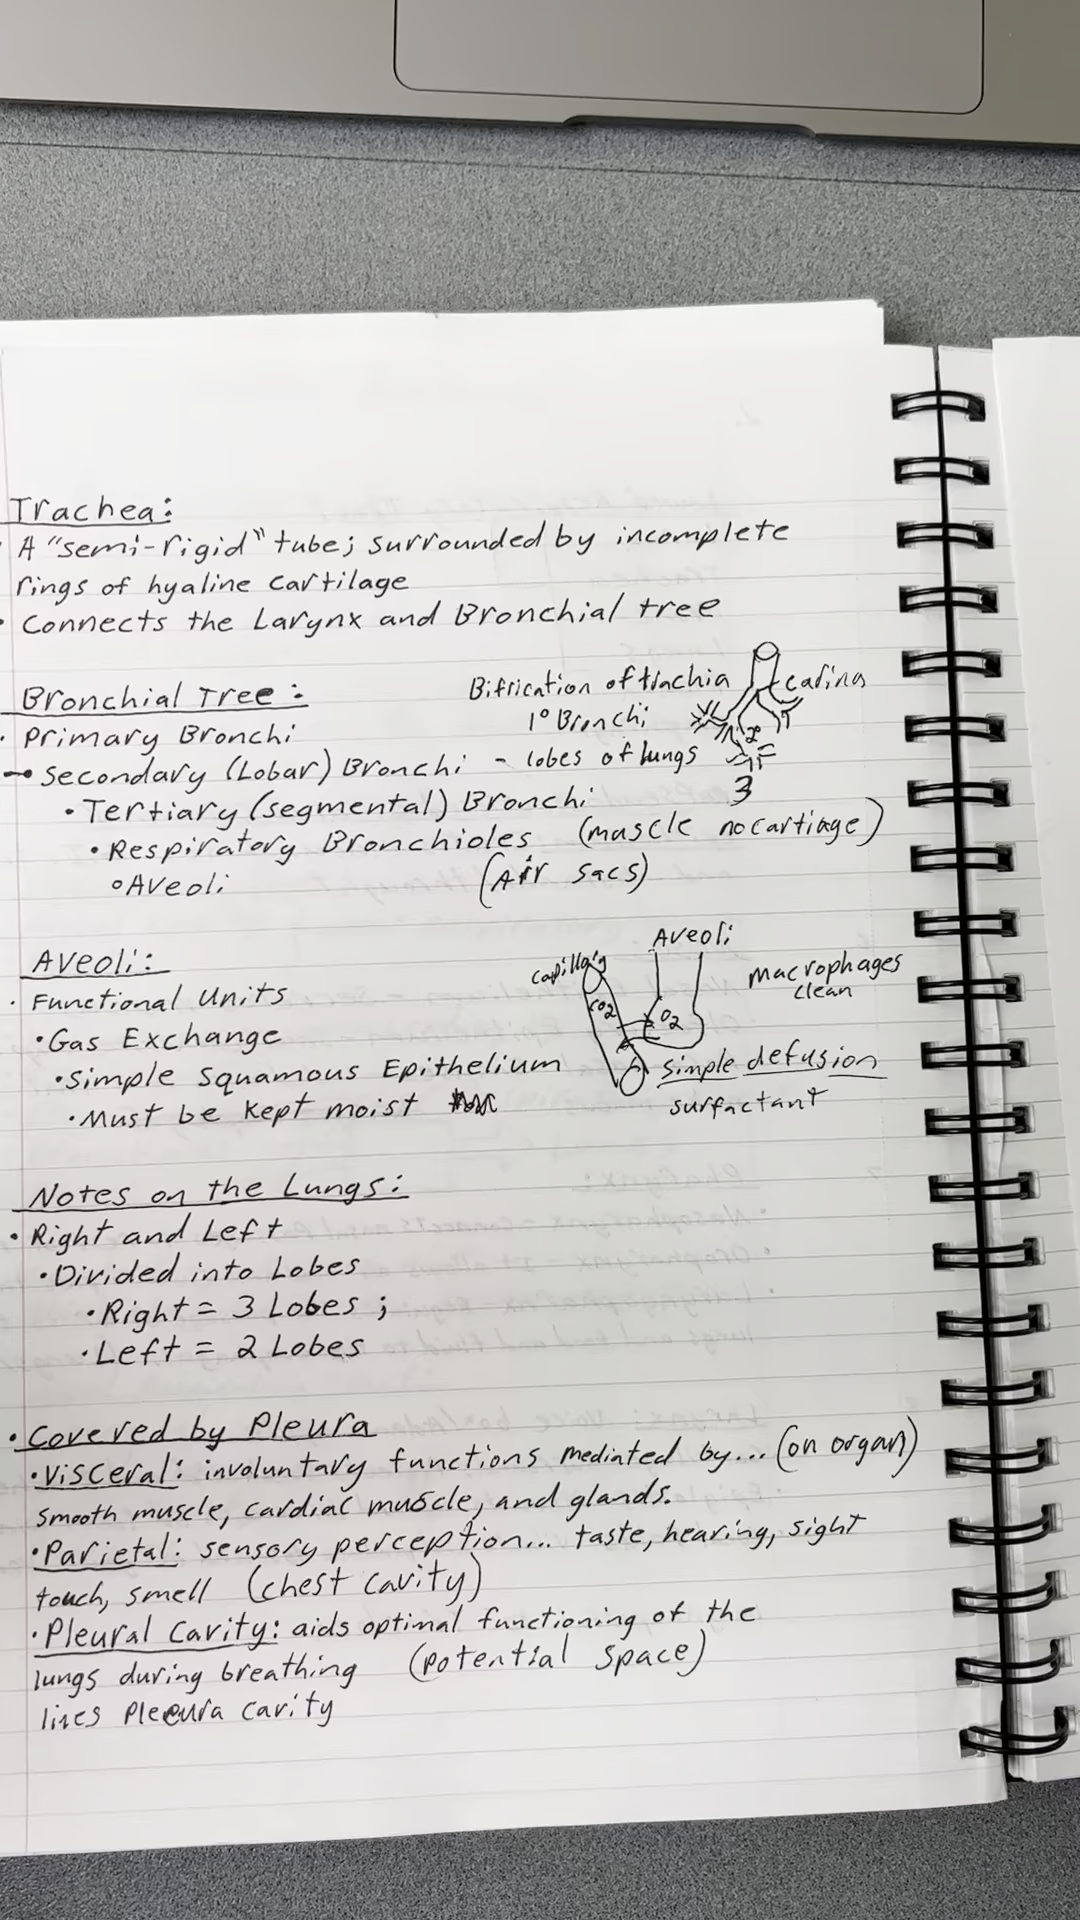 Trachea:
· A "semi-rigid" tube; surrounded by incomplete
rings of hyaline cartilage
· Connects the Larynx and Bronchial tree
Bronchial Tree:
Bifrication of trachia
carina
· Primary Bronchi
1° Bronchi
2
→ Secondary (Lobar) Bronchi - lobes of lungs
3
· Tertiary (segmental) Bronchi
· Respiratory Bronchioles (muscle no cartiage)
° Aveoli (Air sacs)
Aveoli:
Aveoli
capillary
macrophages
clean
· Functional Units
CO2
O2
· Gas Exchange
· Simple Squamous Epithelium
simple defusion
· Must be kept moist
surfactant
Notes on the Lungs:
· Right and Left
· Divided into Lobes
· Right = 3 Lobes ;
· Left = 2 Lobes
· Covered by Pleura
· Visceral: involuntary functions mediated by... (on organ)
smooth muscle, cardiac muscle, and glands.
· Parietal: sensory perception... taste, hearing, sight
touch, smell (chest cavity)
· Pleural Cavity: aids optimal functioning of the
lungs during breathing (potential space)
lines Pleeura cavity